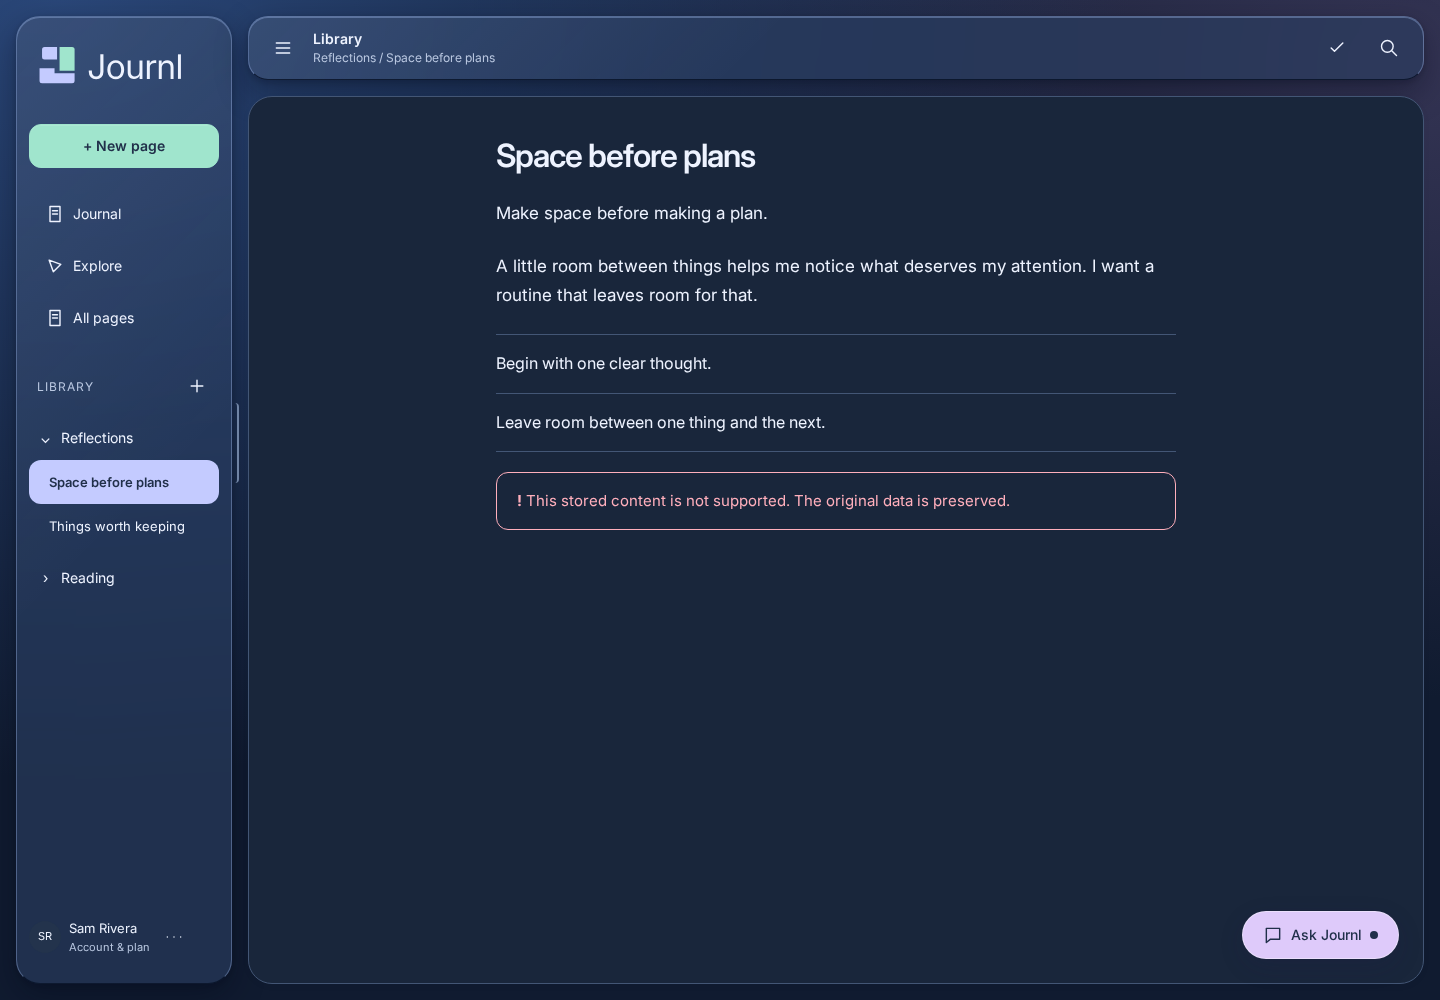 Journl
+ New page
Journal
Explore
All pages
LIBRARY
Reflections
Space before plans
Things worth keeping
Reading
SR
Sam Rivera
Account & plan
...
Library
Reflections / Space before plans
Space before plans
Make space before making a plan.
A little room between things helps me notice what deserves my attention. I want a
routine that leaves room for that.
Begin with one clear thought.
Leave room between one thing and the next.
! This stored content is not supported. The original data is preserved.
Ask Journl